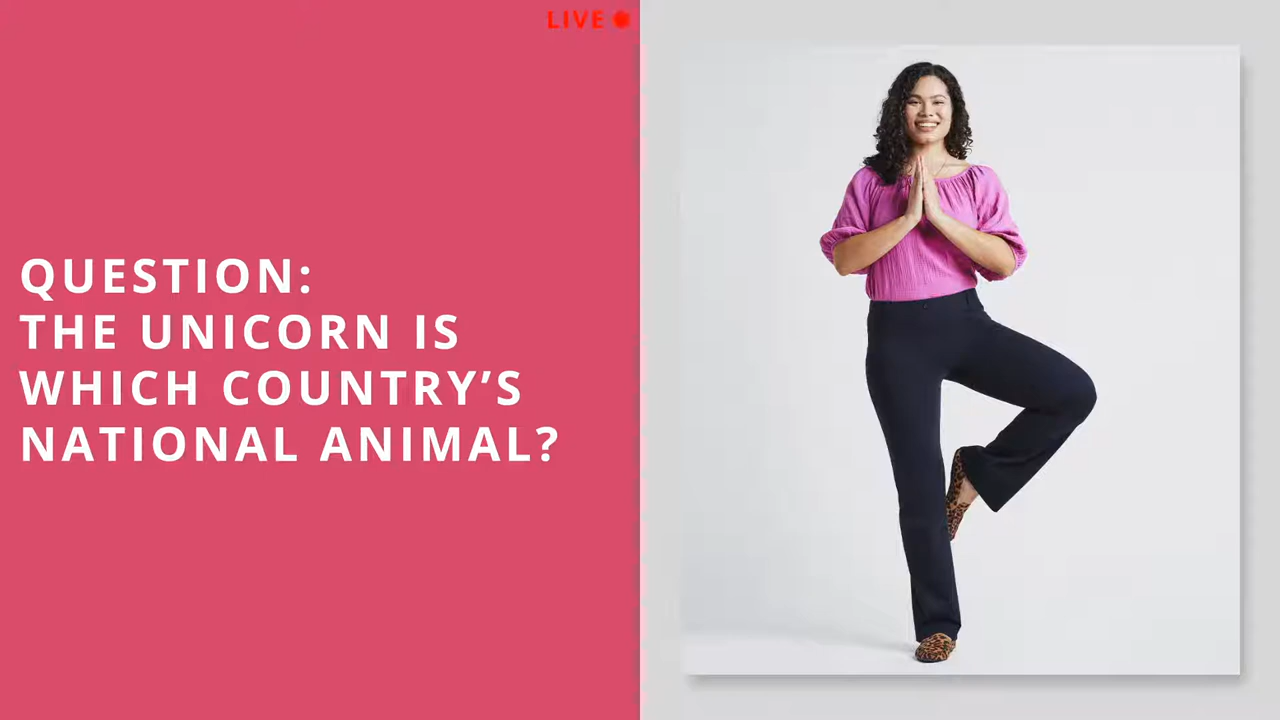 LIVE
QUESTION:
THE UNICORN IS
WHICH COUNTRY’S
NATIONAL ANIMAL?